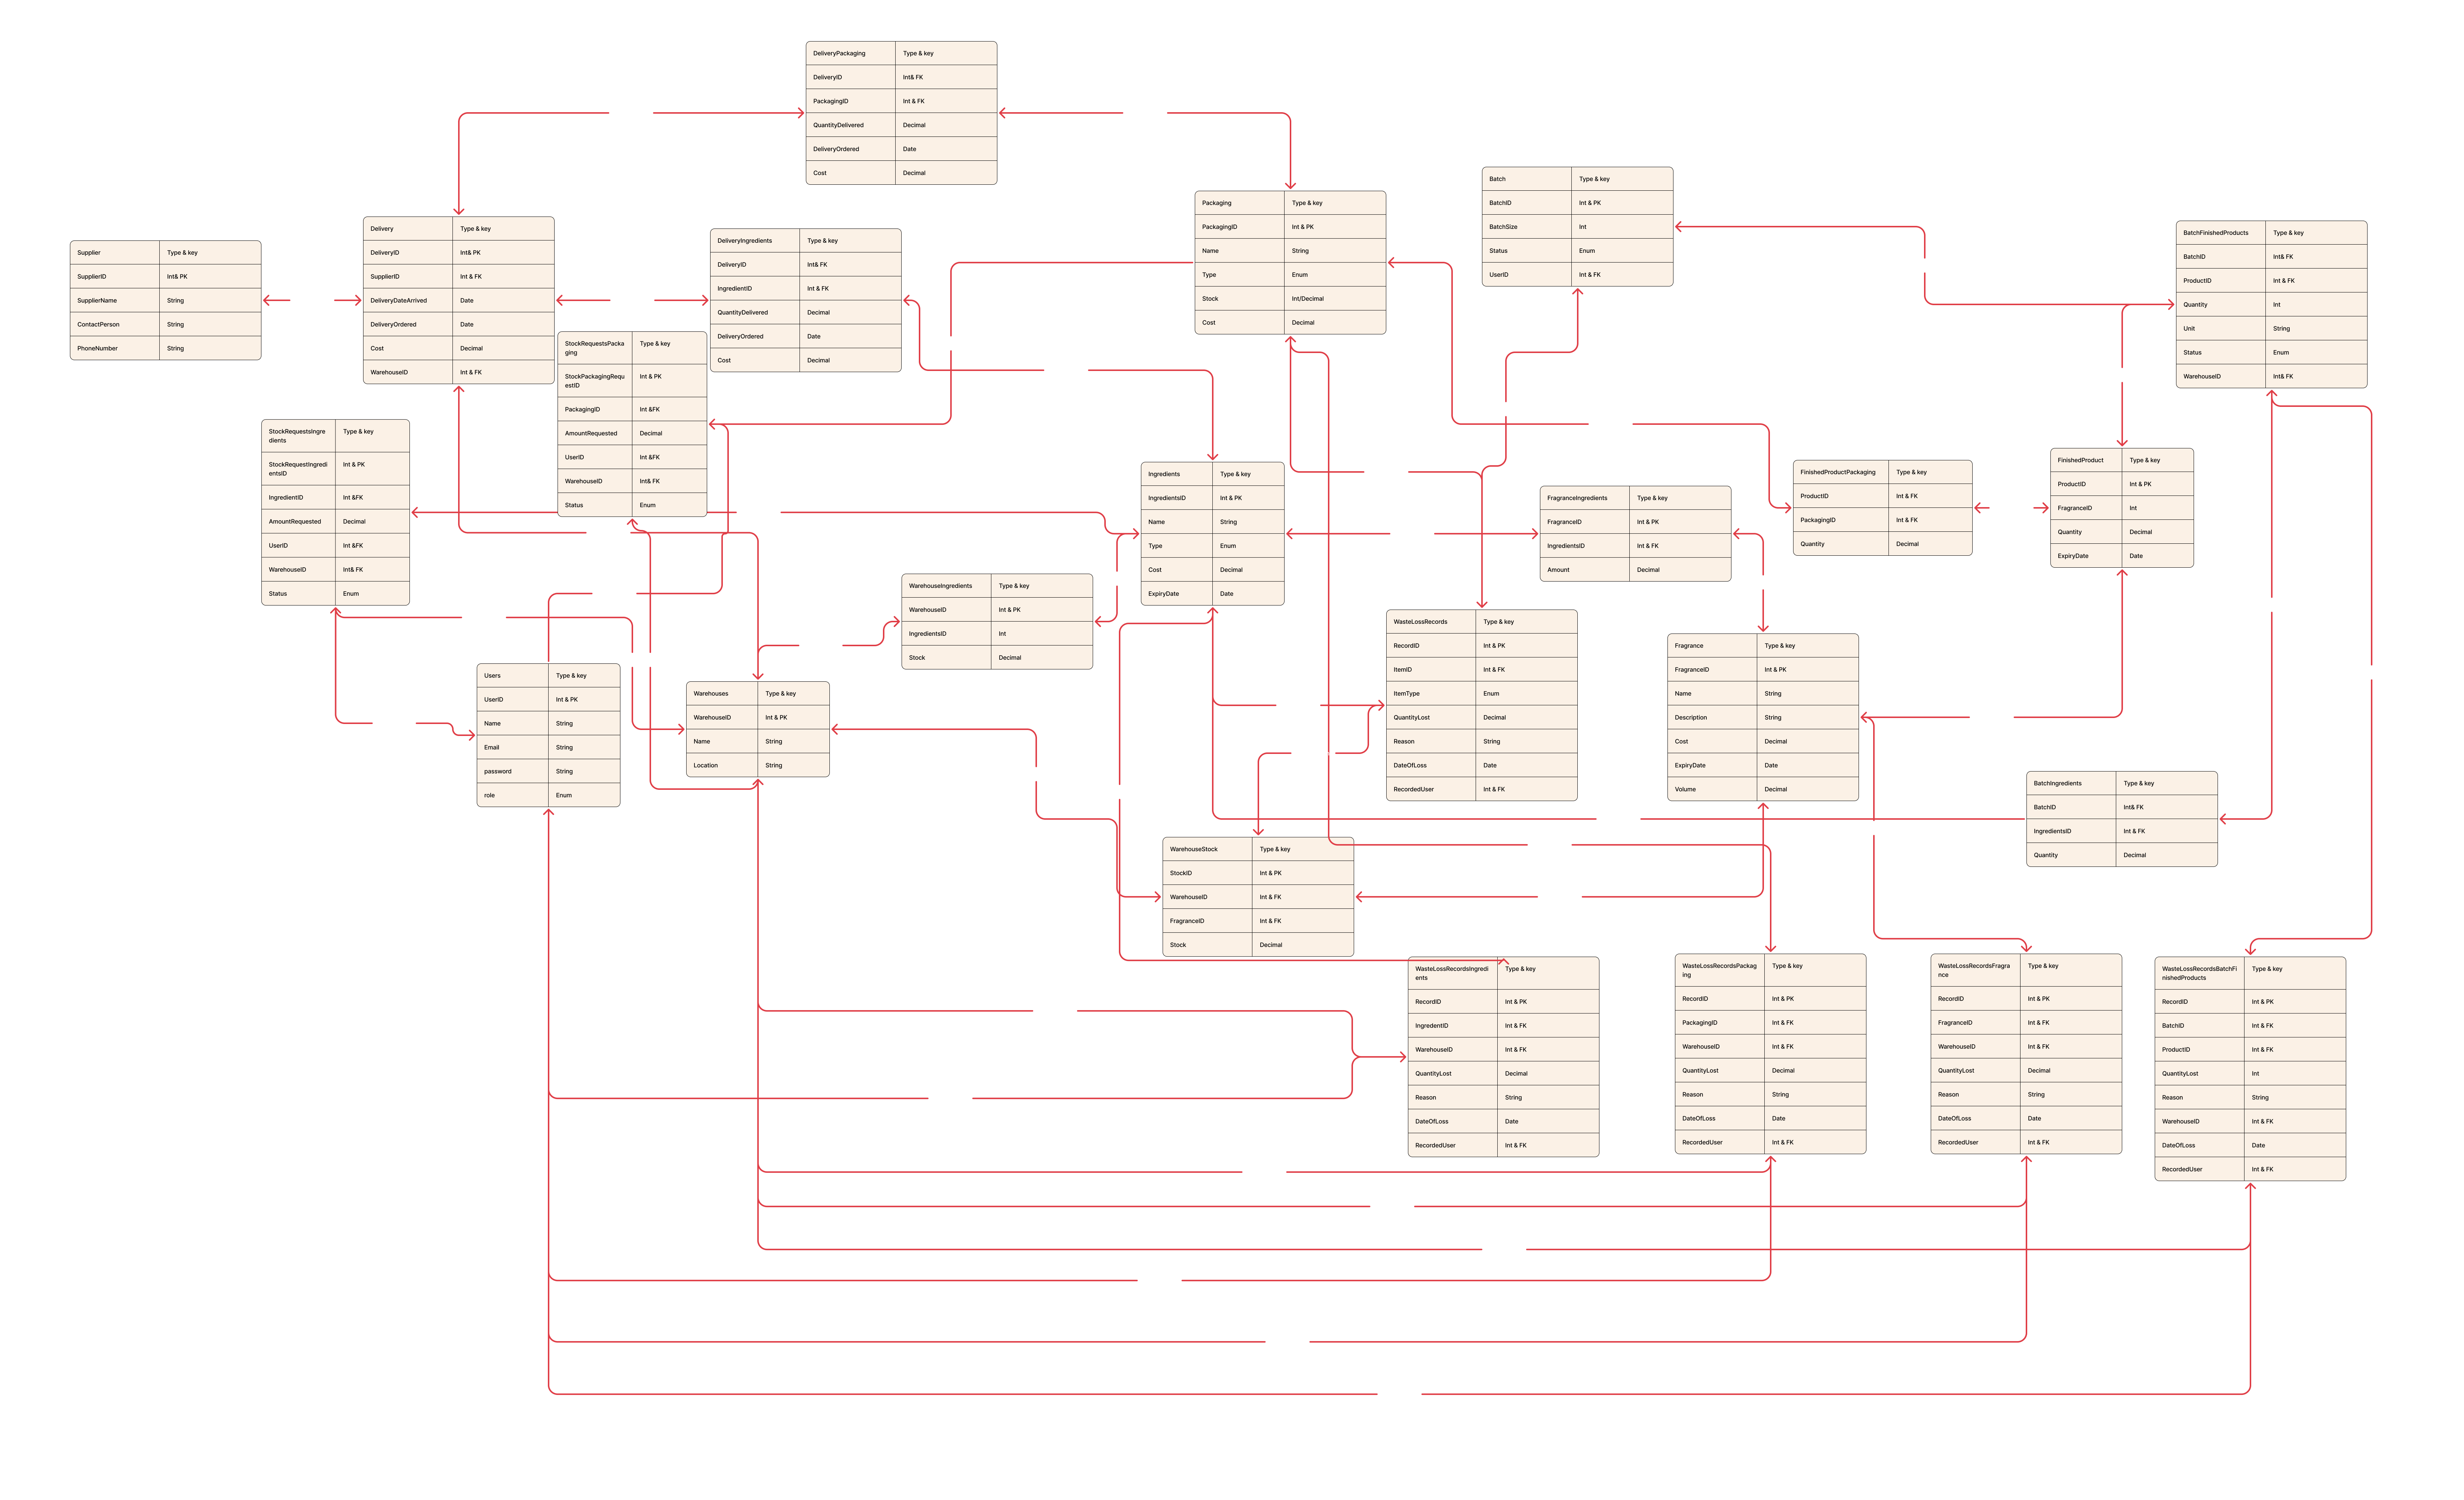 DeliveryPackaging Type & key
DeliveryID Int& FK
PackagingID Int & FK
QuantityDelivered Decimal
DeliveryOrdered Date
Cost Decimal
Batch Type & key
BatchID Int & PK
BatchSize Int
Status Enum
UserID Int & FK
Packaging Type & key
PackagingID Int & PK
Name String
Type Enum
Stock Int/Decimal
Cost Decimal
Delivery Type & key
DeliveryID Int& PK
SupplierID Int & FK
DeliveryDateArrived Date
DeliveryOrdered Date
Cost Decimal
WarehouseID Int & FK
BatchFinishedProducts Type & key
BatchID Int& FK
ProductID Int & FK
Quantity Int
Unit String
Status Enum
WarehouseID Int& FK
DeliveryIngredients Type & key
DeliveryID Int& FK
IngredientID Int & FK
QuantityDelivered Decimal
DeliveryOrdered Date
Cost Decimal
Supplier Type & key
SupplierID Int& PK
SupplierName String
ContactPerson String
PhoneNumber String
StockRequestsPacka Type & key
ging
StockPackagingRequ Int & PK
estID
PackagingID Int &FK
AmountRequested Decimal
UserID Int &FK
WarehouseID Int& FK
Status Enum
StockRequestsIngre Type & key
dients
StockRequestIngredi Int & PK
entsID
IngredientID Int &FK
AmountRequested Decimal
UserID Int &FK
WarehouseID Int& FK
Status Enum
Ingredients Type & key
IngredientsID Int & PK
Name String
Type Enum
Cost Decimal
ExpiryDate Date
FragranceIngredients Type & key
FragranceID Int & PK
IngredientsID Int & FK
Amount Decimal
FinishedProductPackaging Type & key
ProductID Int & FK
PackagingID Int & FK
Quantity Decimal
FinishedProduct Type & key
ProductID Int & PK
FragranceID Int
Quantity Decimal
ExpiryDate Date
WarehouseIngredients Type & key
WarehouseID Int & PK
IngredientsID Int
Stock Decimal
WasteLossRecords Type & key
RecordID Int & PK
ItemID Int & FK
ItemType Enum
QuantityLost Decimal
Reason String
DateOfLoss Date
RecordedUser Int & FK
Fragrance Type & key
FragranceID Int & PK
Name String
Description String
Cost Decimal
ExpiryDate Date
Volume Decimal
Users Type & key
UserID Int & PK
Name String
Email String
password String
role Enum
Warehouses Type & key
WarehouseID Int & PK
Name String
Location String
BatchIngredients Type & key
BatchID Int& FK
IngredientsID Int & FK
Quantity Decimal
WarehouseStock Type & key
StockID Int & PK
WarehouseID Int & FK
FragranceID Int & FK
Stock Decimal
WasteLossRecordsIngredi Type & key
ents
RecordID Int & PK
IngredentID Int & FK
WarehouseID Int & FK
QuantityLost Decimal
Reason String
DateOfLoss Date
RecordedUser Int & FK
WasteLossRecordsPackag Type & key
ing
RecordID Int & PK
PackagingID Int & FK
WarehouseID Int & FK
QuantityLost Decimal
Reason String
DateOfLoss Date
RecordedUser Int & FK
WasteLossRecordsFragra Type & key
nce
RecordID Int & PK
FragranceID Int & FK
WarehouseID Int & FK
QuantityLost Decimal
Reason String
DateOfLoss Date
RecordedUser Int & FK
WasteLossRecordsBatchFi Type & key
nishedProducts
RecordID Int & PK
BatchID Int & FK
ProductID Int & FK
QuantityLost Int
Reason String
WarehouseID Int & FK
DateOfLoss Date
RecordedUser Int & FK